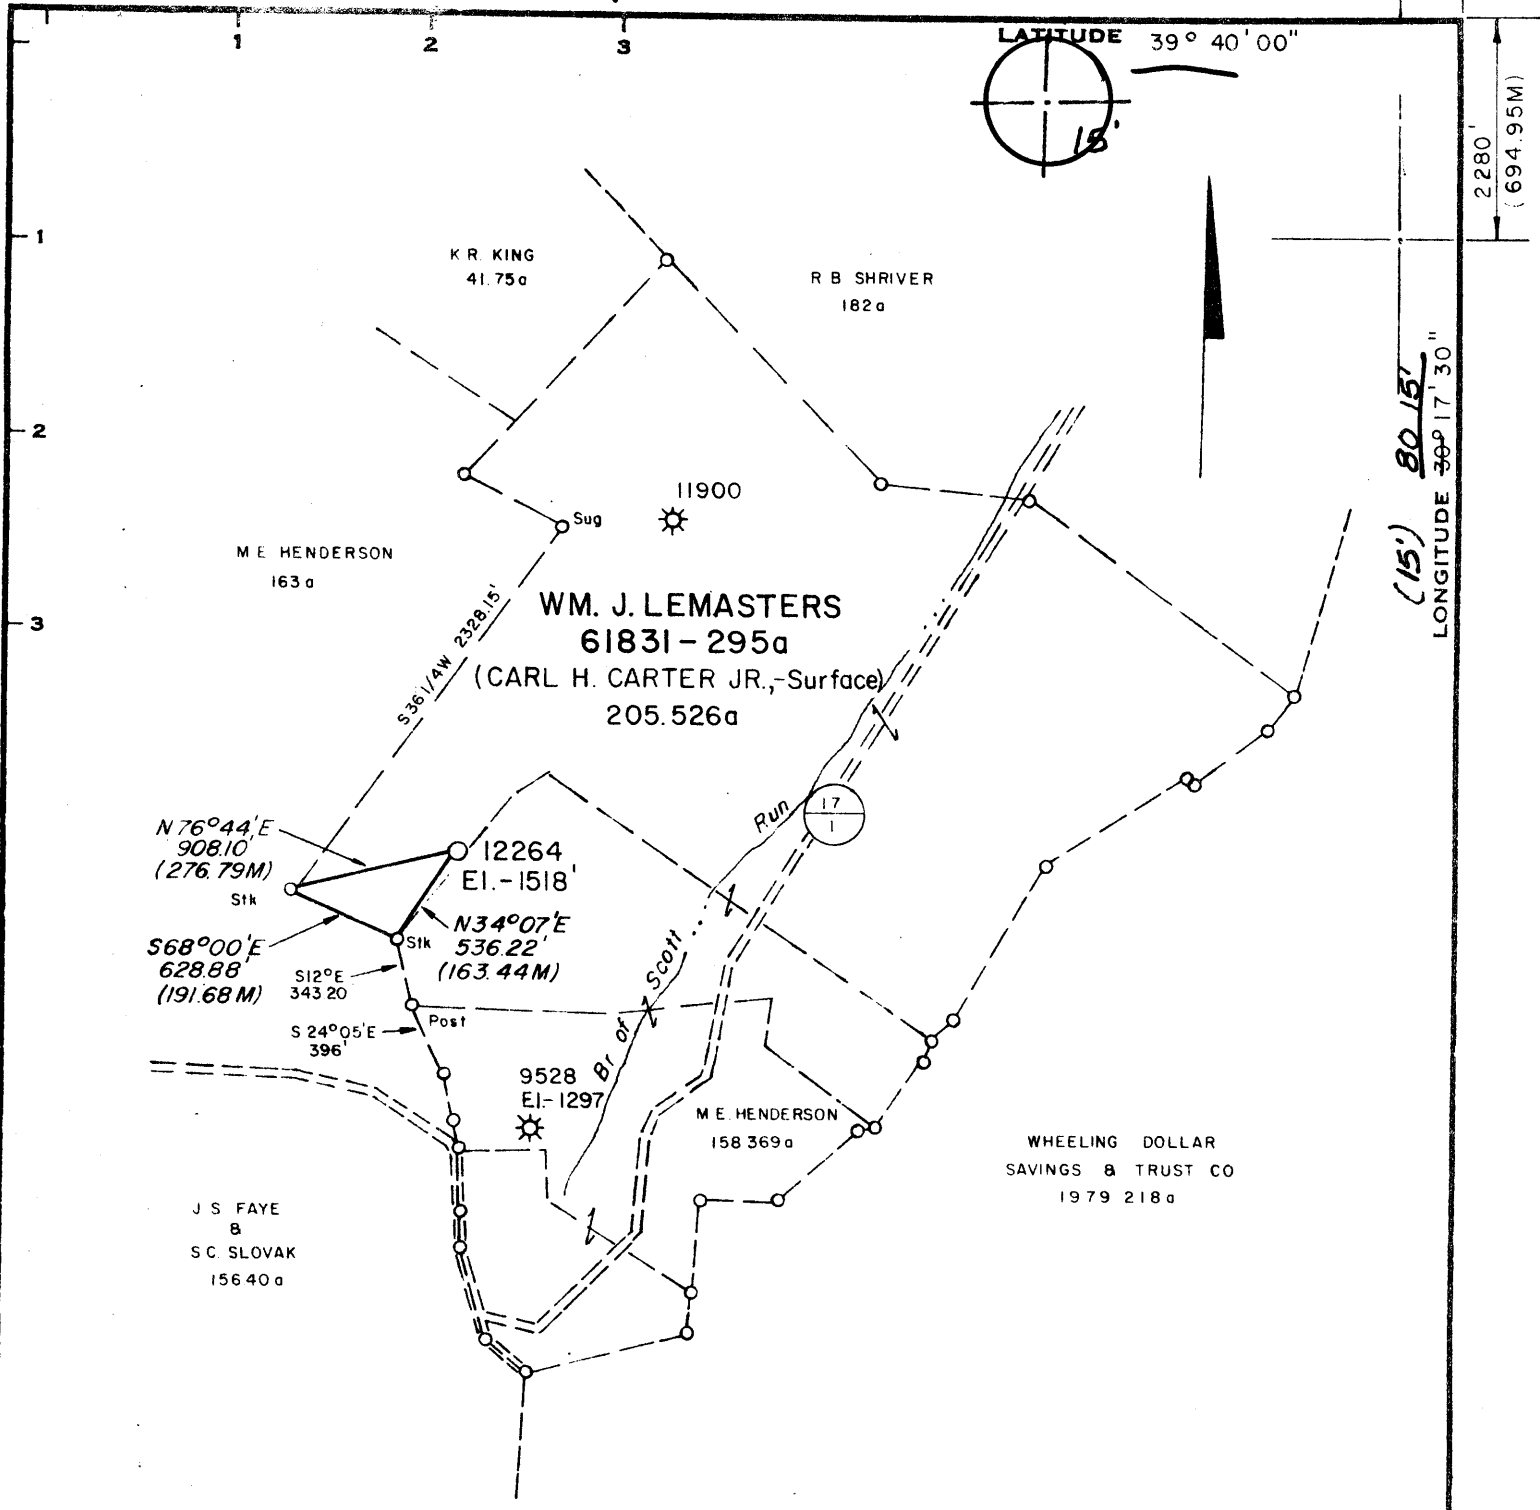 1 2 3
LATITUDE 39° 40' 00"
15'
2280'
(694.95M)
1
2
3
K R. KING
41.75a
R B SHRIVER
182a
(15') 80 15'
LONGITUDE 30° 17' 30"
11900
Sug
M E HENDERSON
163a
S 36 1/4 W 2328.15'
WM. J. LEMASTERS
61831-295a
(CARL H. CARTER JR.,-Surface)
205.526a
17
1
Br of Scott Run
N 76° 44' E
908.10'
(276.79M)
Stk
12264
El.-1518'
S68°00'E
628.88'
(191.68M)
Stk
N34°07'E
536.22'
(163.44M)
S12°E
343 20
Post
S 24°05'E
396'
9528
El.-1297
M E. HENDERSON
158 369a
WHEELING DOLLAR
SAVINGS & TRUST CO
1979 218a
J S FAYE
&
S C. SLOVAK
156 40a